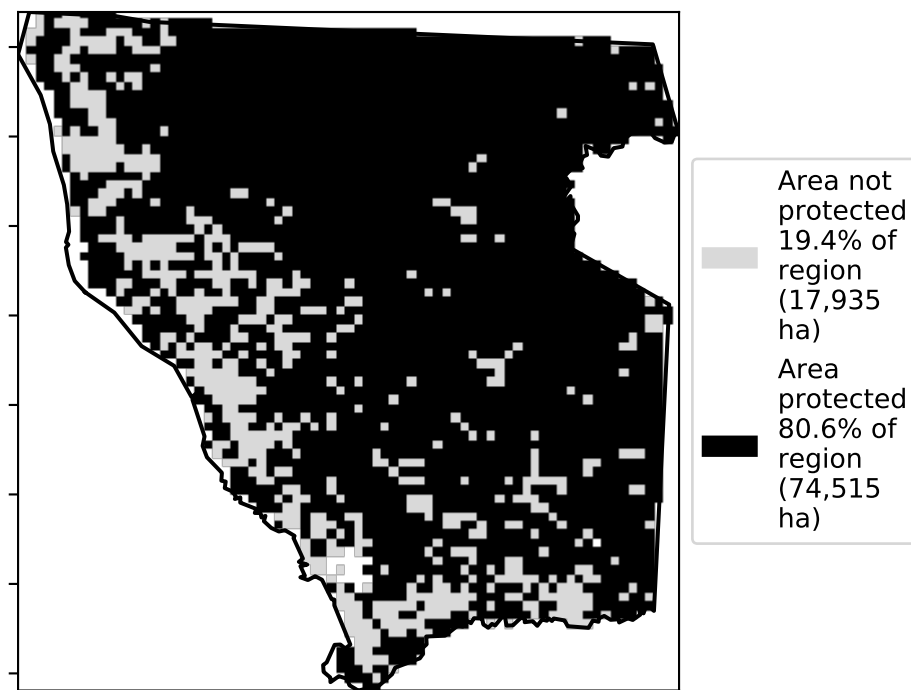 Area not
protected
19.4% of
region
(17,935
ha)
Area
protected
80.6% of
region
(74,515
ha)